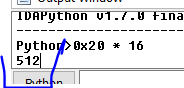 IDAPython v1.7.0 fina
Python>0x20 * 16
512
Python